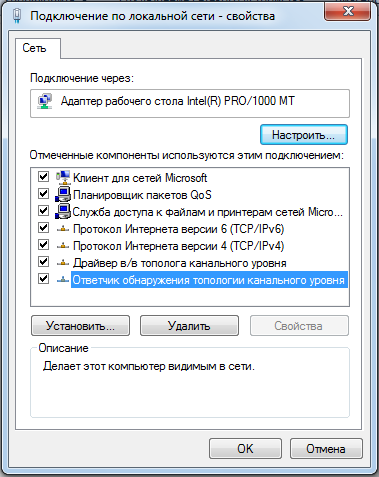 Подключение по локальной сети - свойства
Сеть
Подключение через:
Адаптер рабочего стола Intel(R) PRO/1000 MT
Настроить...
Отмеченные компоненты используются этим подключением:
Клиент для сетей Microsoft
Планировщик пакетов QoS
Служба доступа к файлам и принтерам сетей Micro...
Протокол Интернета версии 6 (TCP/IPv6)
Протокол Интернета версии 4 (TCP/IPv4)
Драйвер в/в тополога канального уровня
Ответчик обнаружения топологии канального уровня
Установить...
Удалить
Свойства
Описание
Делает этот компьютер видимым в сети.
OK
Отмена